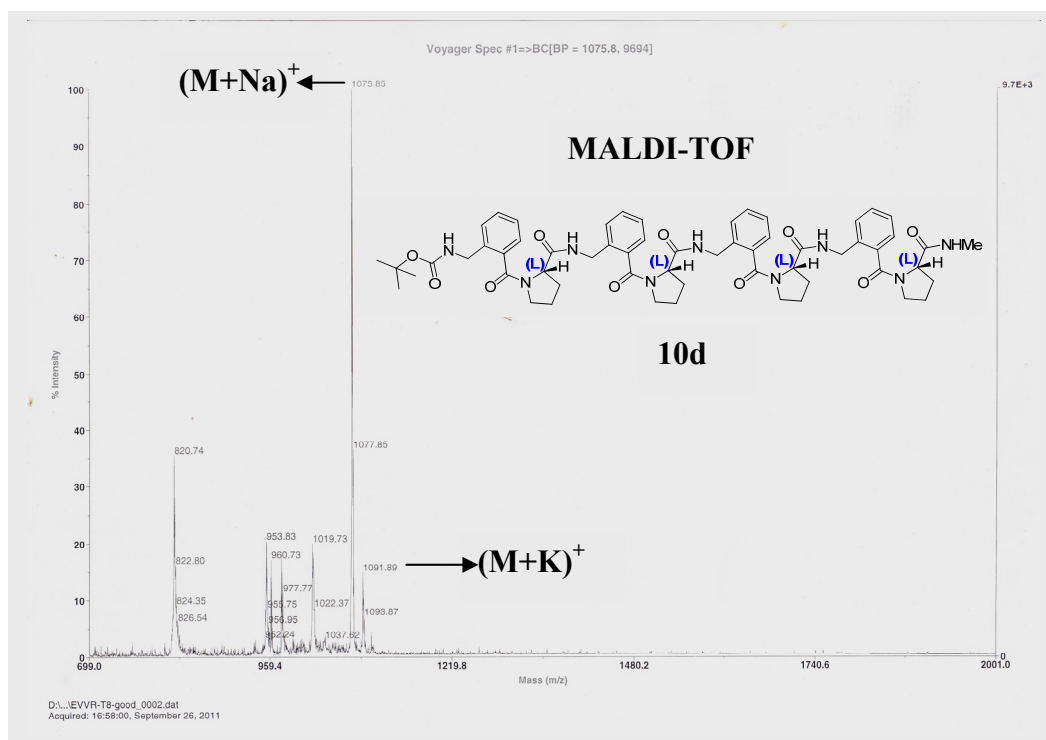 Voyager Spec #1=>BC[BP = 1075.8, 9694]
(M+Na)+
1075.85
9.7E+3
100
90
80
70
60
50
40
30
20
10
0
% Intensity
MALDI-TOF
O
O
N
H
O
N
(L)
H
O
H
N
O
N
(L)
H
O
H
N
O
N
(L)
H
O
H
N
O
N
(L)
H
O
NHMe
10d
820.74
822.80
824.35
826.54
953.83
960.73
977.77
955.75
956.95
952.24
1019.73
1022.37
1037.62
1077.85
1091.89
(M+K)+
1093.87
0
699.0
959.4
1219.8
1480.2
1740.6
2001.0
Mass (m/z)
D:\...\EVVR-T8-good_0002.dat
Acquired: 16:58:00, September 26, 2011